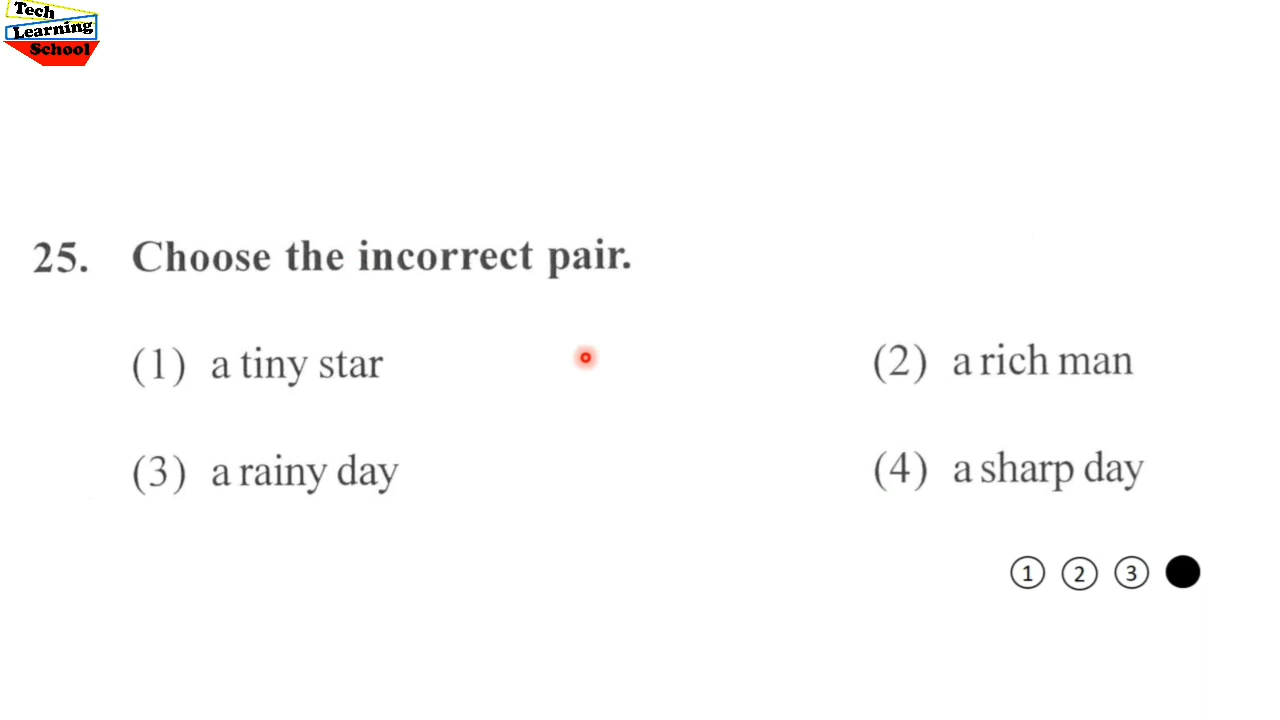 Tech
Learning
School
25. Choose the incorrect pair.
(1) a tiny star
(2) a rich man
(3) a rainy day
(4) a sharp day
1 2 3